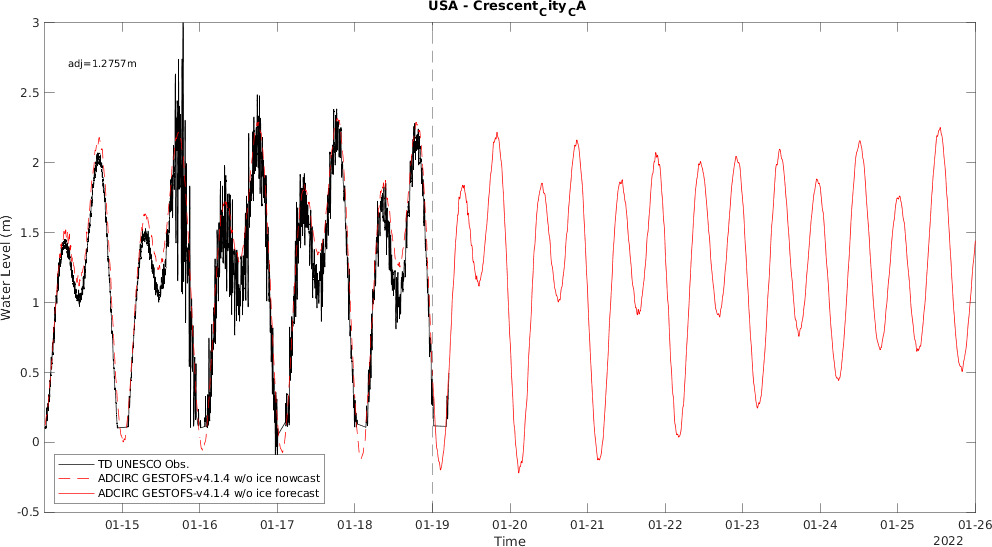 USA - CrescentCityCA
adj=1.2757m
3
2.5
2
1.5
1
0.5
0
-0.5
Water Level (m)
TD UNESCO Obs.
ADCIRC GESTOFS-v4.1.4 w/o ice nowcast
ADCIRC GESTOFS-v4.1.4 w/o ice forecast
01-15 01-16 01-17 01-18 01-19 01-20 01-21 01-22 01-23 01-24 01-25 01-26
Time
2022